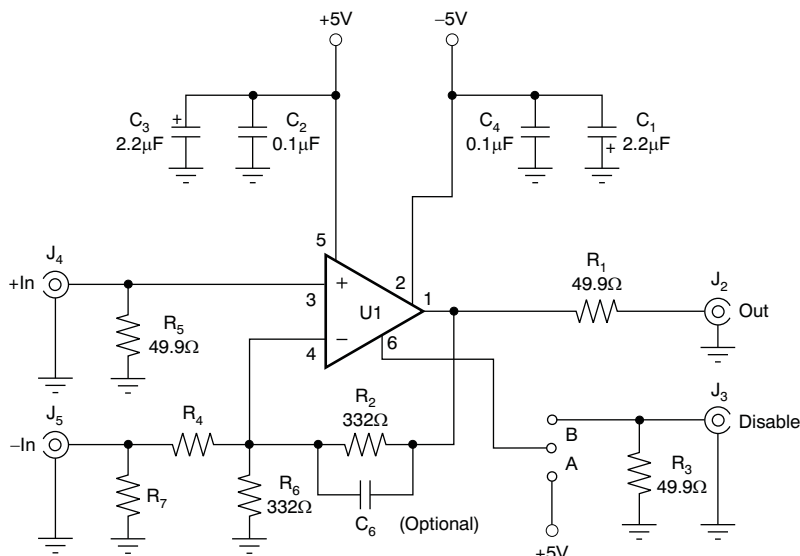 +5V
−5V
C3
2.2µF
+
C2
0.1µF
C4
0.1µF
C1
2.2µF
+
J4
+In
R5
49.9Ω
5
3
+
U1
−
4
2
1
6
R1
49.9Ω
J2
Out
J5
−In
R4
R7
R6
332Ω
R2
332Ω
C6
(Optional)
B
A
+5V
J3
Disable
R3
49.9Ω